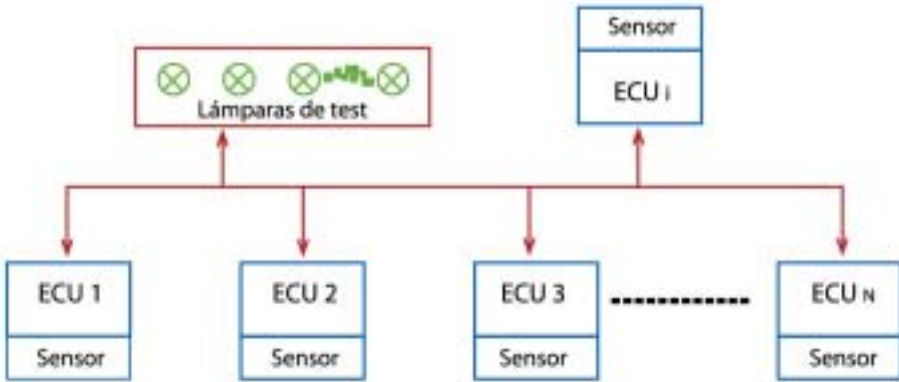 Sensor
ECU i
Lámparas de test
ECU 1
ECU 2
ECU 3
ECU N
Sensor
Sensor
Sensor
Sensor